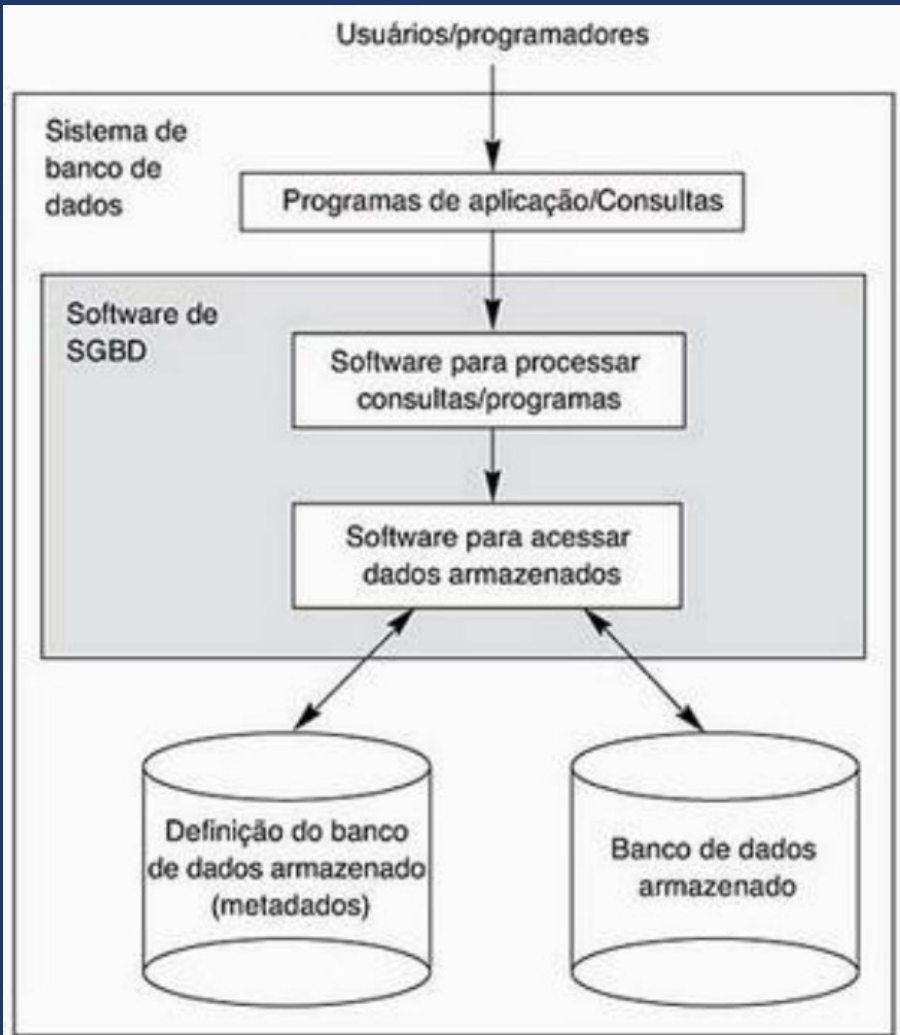 Usuários/programadores
Sistema de
banco de
dados
Programas de aplicação/Consultas
Software de
SGBD
Software para processar
consultas/programas
Software para acessar
dados armazenados
Definição do banco
de dados armazenado
(metadados)
Banco de dados
armazenado